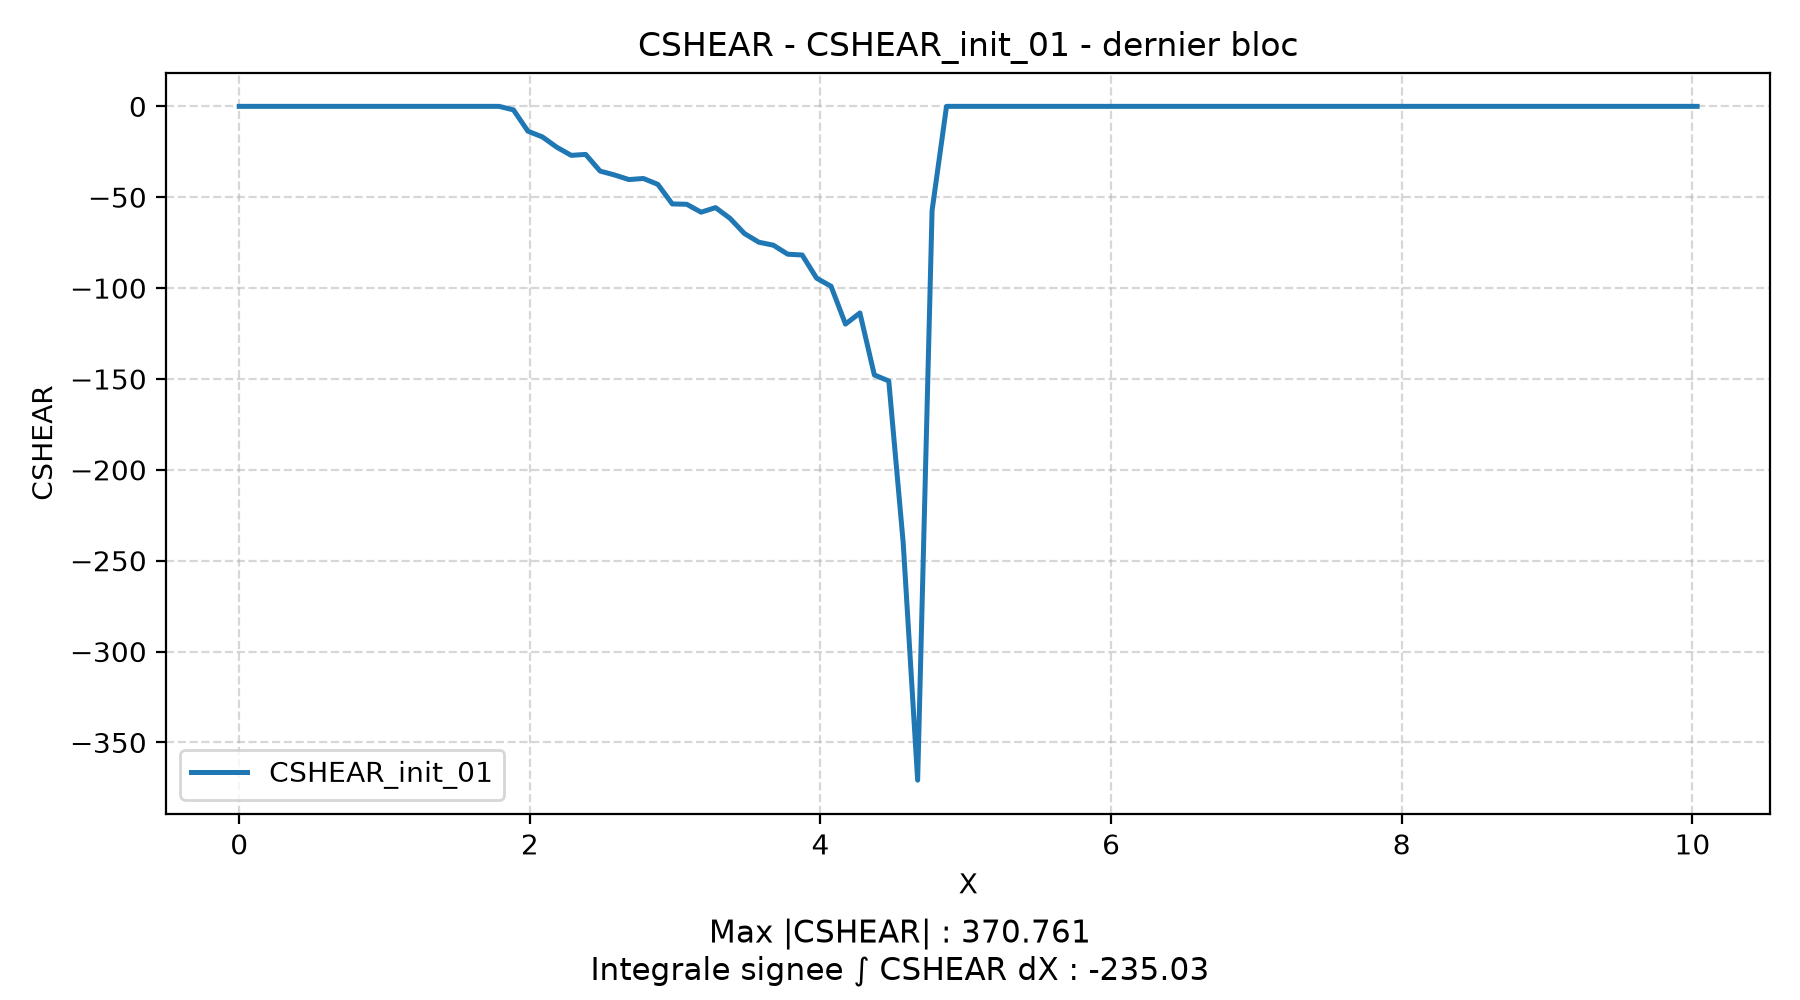 CSHEAR - CSHEAR_init_01 - dernier bloc
0
−50
−100
−150
−200
−250
−300
−350
CSHEAR
CSHEAR_init_01
0 2 4 6 8 10
X
Max |CSHEAR| : 370.761
Integrale signee ∫ CSHEAR dX : -235.03